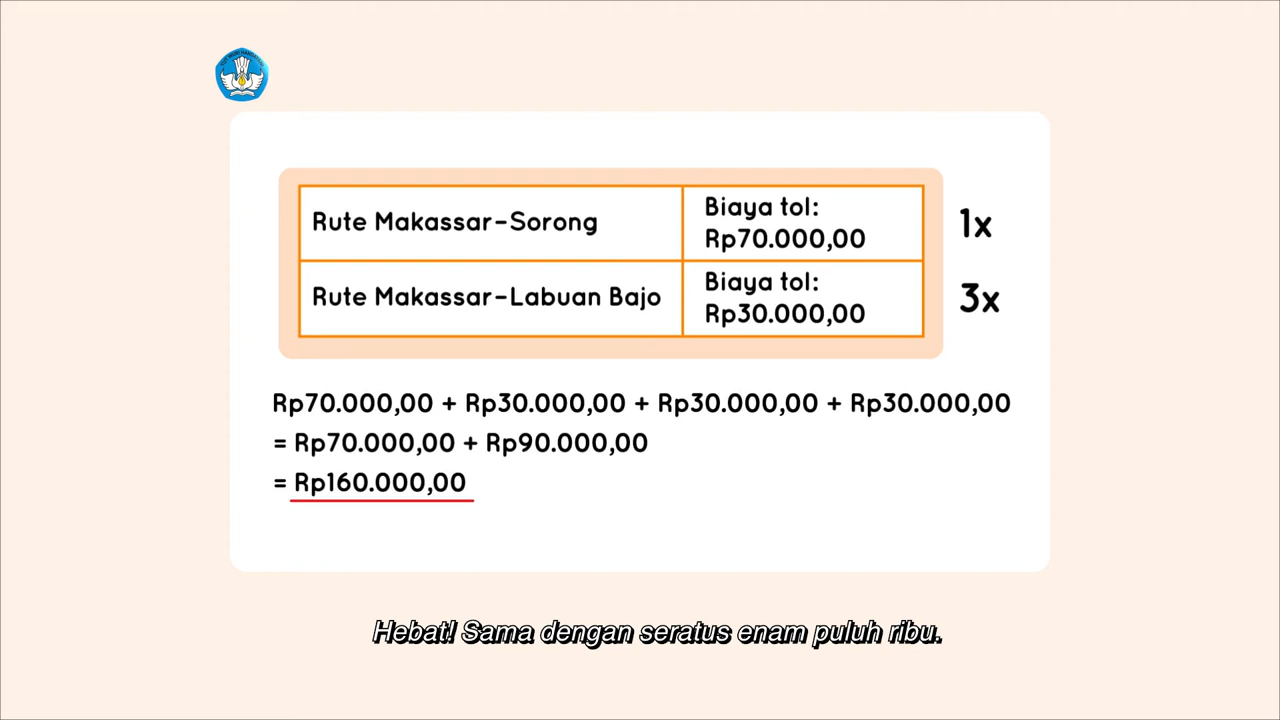 Rute Makassar-Sorong
Biaya tol:
Rp70.000,00
1x
Rute Makassar-Labuan Bajo
Biaya tol:
Rp30.000,00
3x
Rp70.000,00 + Rp30.000,00 + Rp30.000,00 + Rp30.000,00
= Rp70.000,00 + Rp90.000,00
= Rp160.000,00
Hebat! Sama dengan seratus enam puluh ribu.